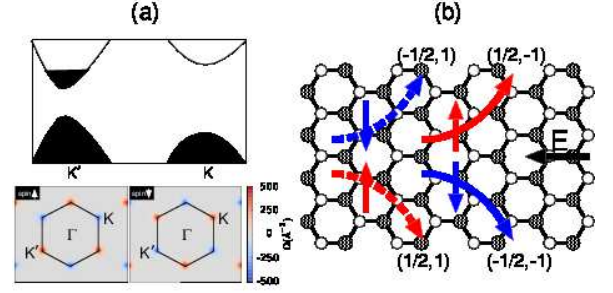 (a)
K' K
spin▲ spin▼
K K
Γ Γ
K' K'
500
250
0
-250
-500
Ω(Å⁻²)
(b)
(-1/2,1) (1/2,-1)
E
(1/2,1) (-1/2,-1)